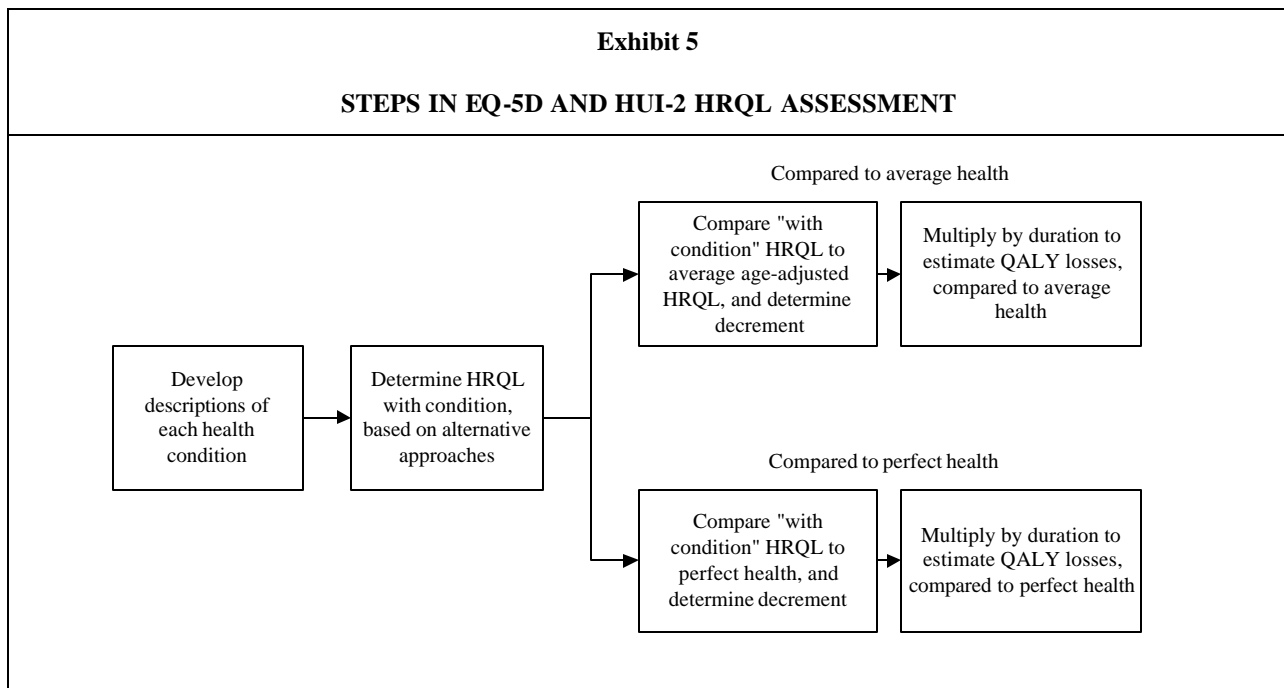 Exhibit 5
STEPS IN EQ-5D AND HUI-2 HRQL ASSESSMENT
Develop
descriptions of
each health
condition
Determine HRQL
with condition,
based on alternative
approaches
Compared to average health
Compare "with
condition" HRQL to
average age-adjusted
HRQL, and determine
decrement
Multiply by duration to
estimate QALY losses,
compared to average
health
Compared to perfect health
Compare "with
condition" HRQL to
perfect health, and
determine decrement
Multiply by duration to
estimate QALY losses,
compared to perfect health